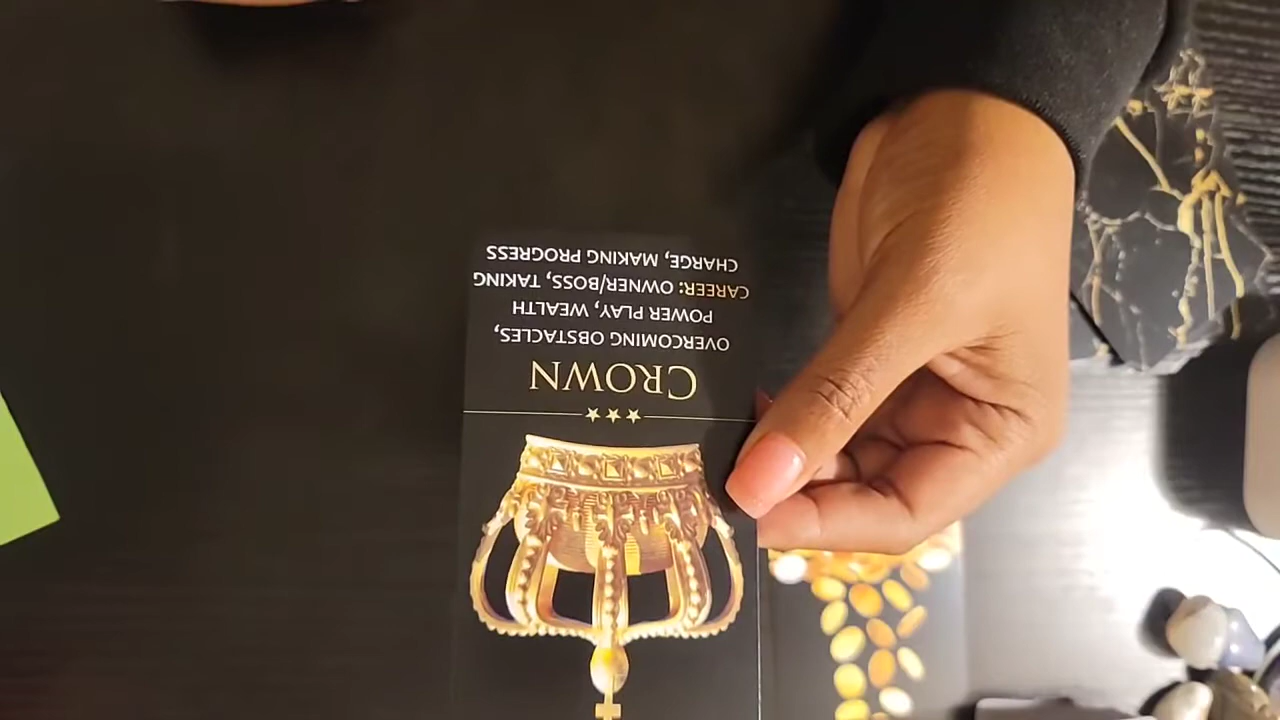 CROWN
OVERCOMING OBSTACLES,
POWER PLAY, WEALTH
CAREER: OWNER/BOSS, TAKING
CHARGE, MAKING PROGRESS